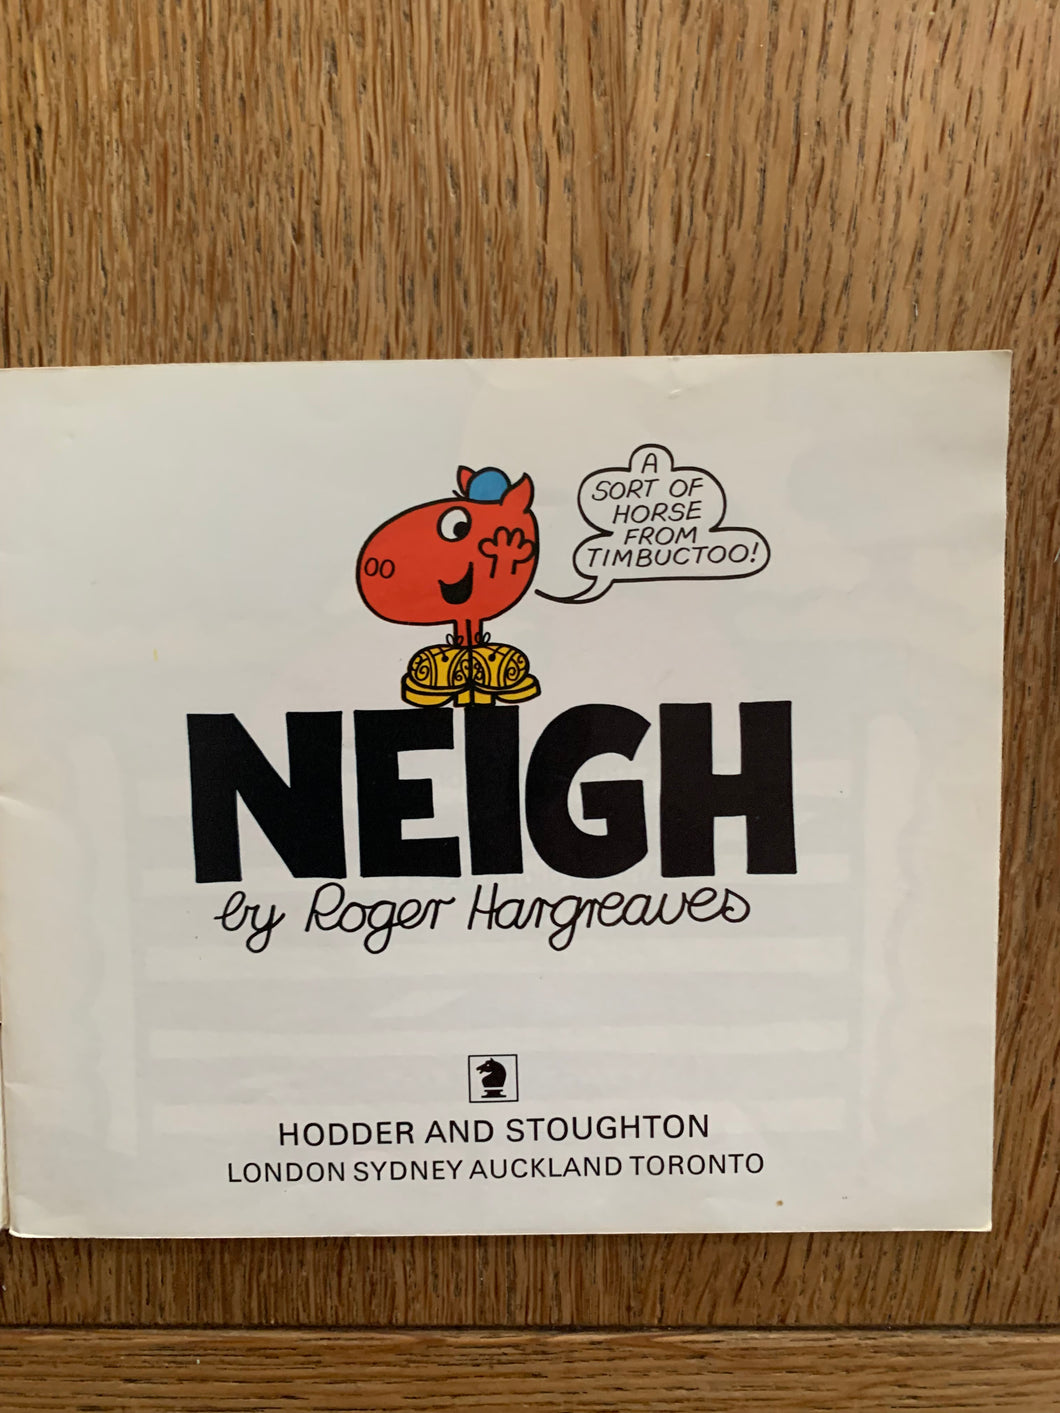 A
SORT OF
HORSE
FROM
TIMBUCTOO!
NEIGH
by Roger Hargreaves
HODDER AND STOUGHTON
LONDON SYDNEY AUCKLAND TORONTO